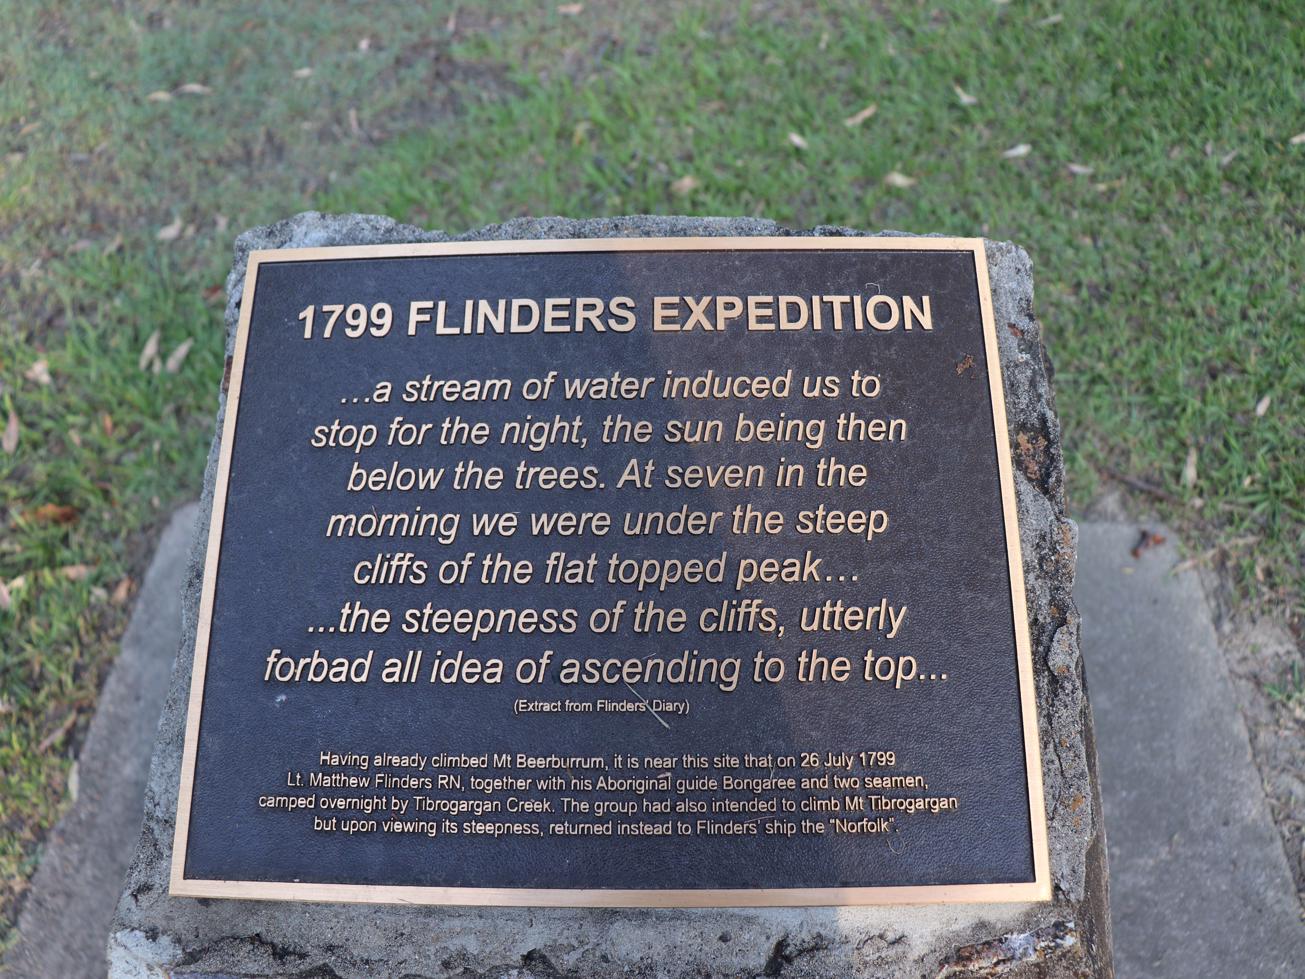 1799 FLINDERS EXPEDITION
...a stream of water induced us to
stop for the night, the sun being then
below the trees. At seven in the
morning we were under the steep
cliffs of the flat topped peak...
...the steepness of the cliffs, utterly
forbad all idea of ascending to the top...
(Extract from Flinders' Diary)
Having already climbed Mt Beerburrum, it is near this site that on 26 July 1799
Lt. Matthew Flinders RN, together with his Aboriginal guide Bongaree and two seamen,
camped overnight by Tibrogargan Creek. The group had also intended to climb Mt Tibrogargan
but upon viewing its steepness, returned instead to Flinders' ship the “Norfolk”.